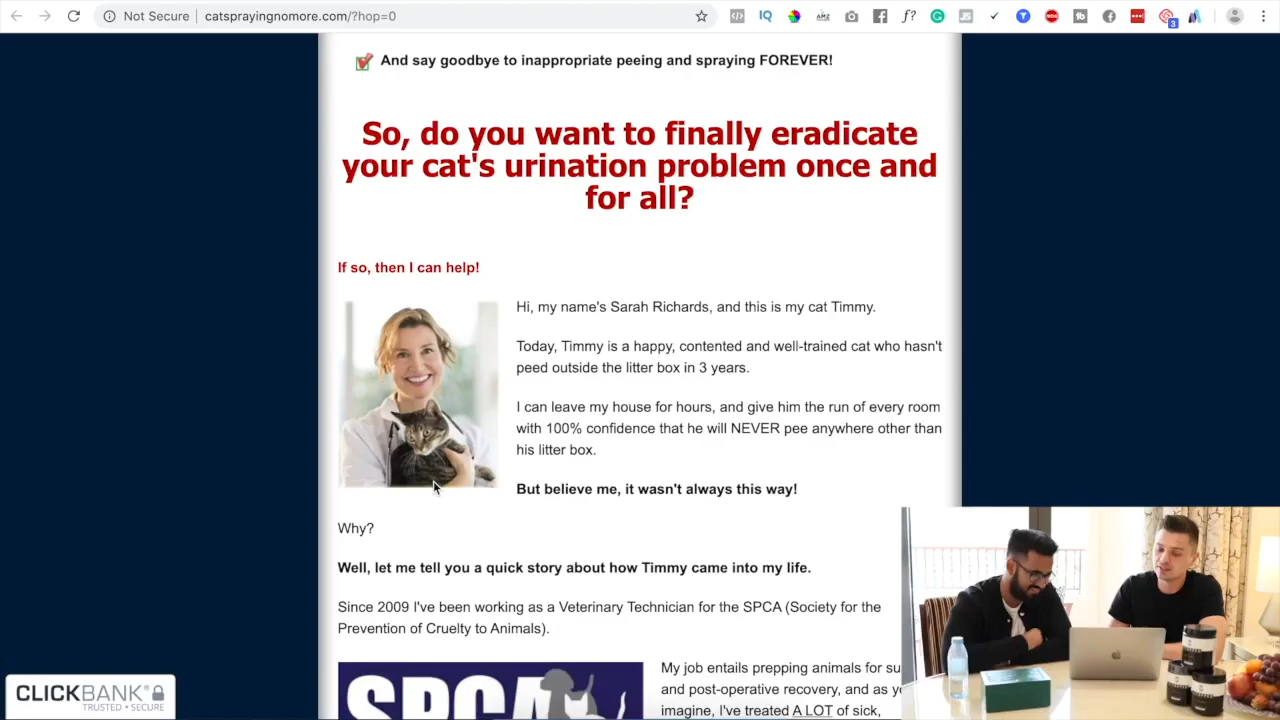 Not Secure catsprayingnomore.com/?hop=0
And say goodbye to inappropriate peeing and spraying FOREVER!
So, do you want to finally eradicate
your cat's urination problem once and
for all?
If so, then I can help!
Hi, my name's Sarah Richards, and this is my cat Timmy.
Today, Timmy is a happy, contented and well-trained cat who hasn't
peed outside the litter box in 3 years.
I can leave my house for hours, and give him the run of every room
with 100% confidence that he will NEVER pee anywhere other than
his litter box.
But believe me, it wasn't always this way!
Why?
Well, let me tell you a quick story about how Timmy came into my life.
Since 2009 I've been working as a Veterinary Technician for the SPCA (Society for the
Prevention of Cruelty to Animals).
SPCA
My job entails prepping animals for su
and post-operative recovery, and as yo
imagine, I've treated A LOT of sick,
CLICKBANK
TRUSTED • SECURE